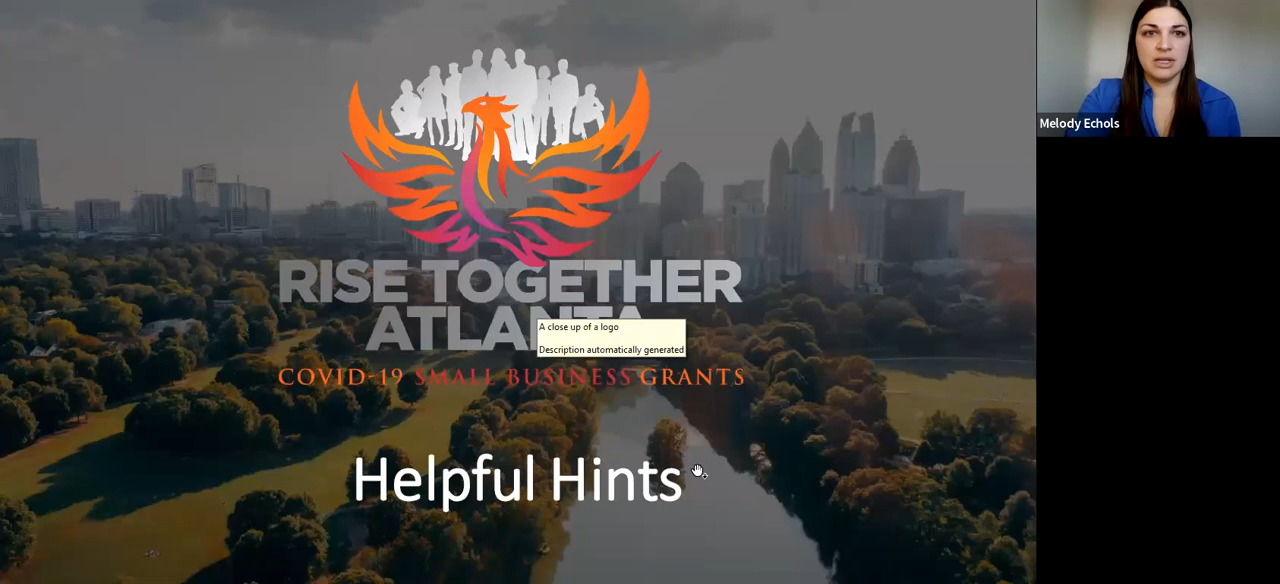 RISE TOGETHER
ATLANTA
A close up of a logo
Description automatically generated
COVID-19 SMALL BUSINESS GRANTS
Helpful Hints
Melody Echols